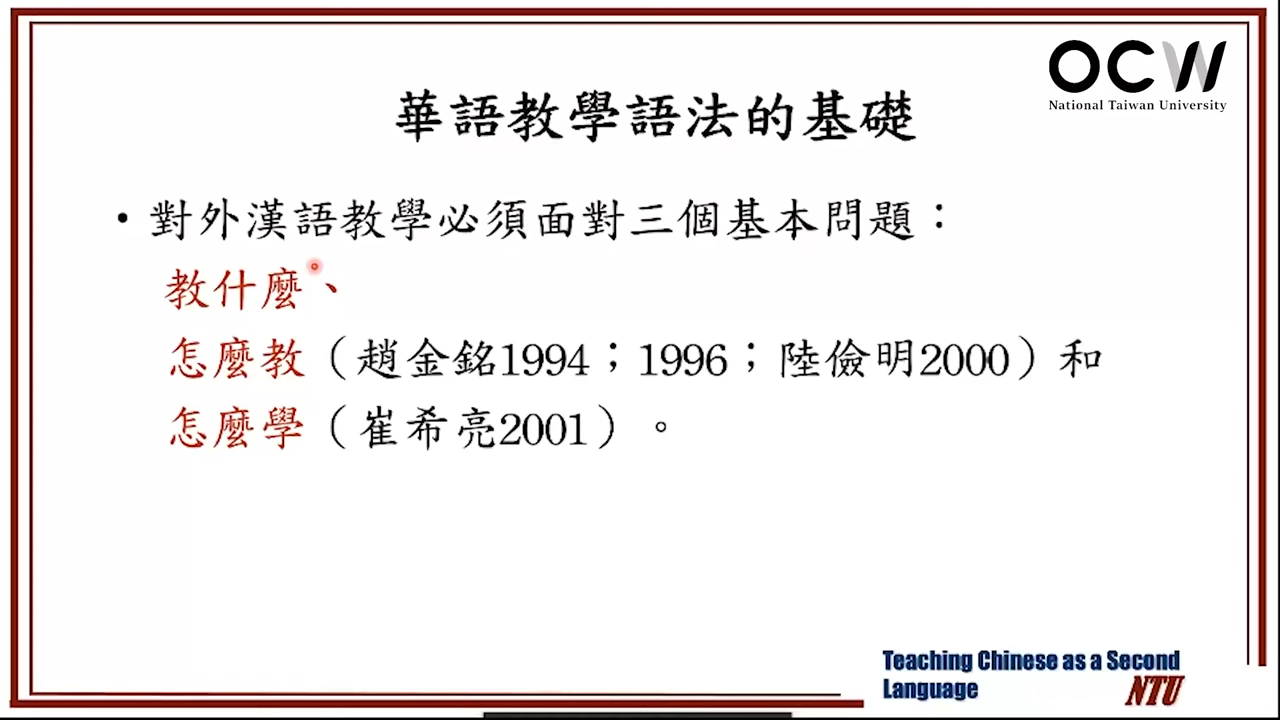 OCW
National Taiwan University
華語教學語法的基礎
• 對外漢語教學必須面對三個基本問題：
教什麼、
怎麼教（趙金銘1994；1996；陸儉明2000）和
怎麼學（崔希亮2001）。
Teaching Chinese as a Second
Language
NTU